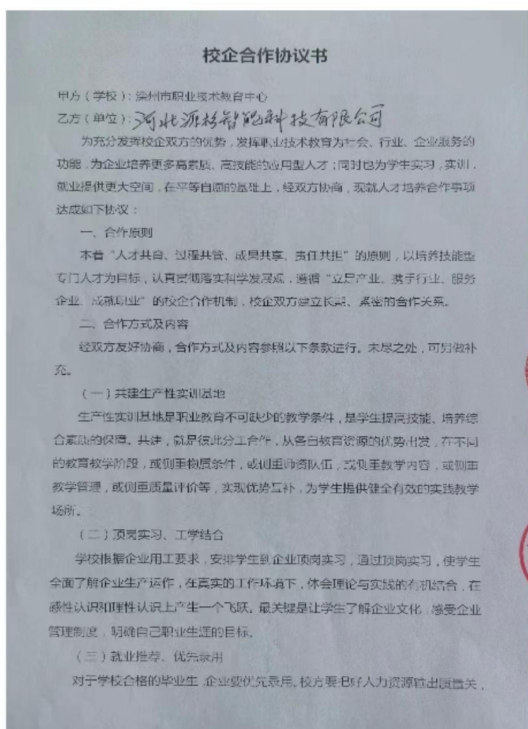 校企合作协议书
甲方（学校）：滦州市职业技术教育中心
乙方（单位）：河北源杉智能科技有限公司
为充分发挥校企双方的优势，发挥职业技术教育为社会、行业、企业服务的
功能，为企业培养更多高素质、高技能的应用型人才；同时也为学生实习、实训、
就业提供更大空间，在平等自愿的基础上，经双方协商，现就人才培养合作事项
达成如下协议：
一、合作原则
本着“人才共育、过程共管、成果共享、责任共担”的原则，以培养技能型
专门人才为目标，认真贯彻落实科学发展观，遵循“立足产业、携手行业、服务
企业、成就职业”的校企合作机制，校企双方建立长期、紧密的合作关系。
二、合作方式及内容
经双方友好协商，合作方式及内容参照以下条款进行。未尽之处，可另做补
充。
（一）共建生产性实训基地
生产性实训基地是职业教育不可缺少的教学条件，是学生提高技能、培养综
合素质的保障。共建，就是彼此分工合作，从各自教育资源的优势出发，在不同
的教育教学阶段，或侧重物质条件，或侧重师资队伍，或侧重教学内容，或侧重
教学管理，或侧重质量评价等，实现优势互补，为学生提供健全有效的实践教学
场所。
（二）顶岗实习、工学结合
学校根据企业用工要求，安排学生到企业顶岗实习，通过顶岗实习，使学生
全面了解企业生产运作，在真实的工作环境下，体会理论与实践的有机结合，在
感性认识和理性认识上产生一个飞跃。最关键是让学生了解企业文化，感受企业
管理制度，明确自己职业生涯的目标。
（三）就业推荐、优先录用
对于学校合格的毕业生，企业要优先录用。校方要把好人力资源输出质量关，